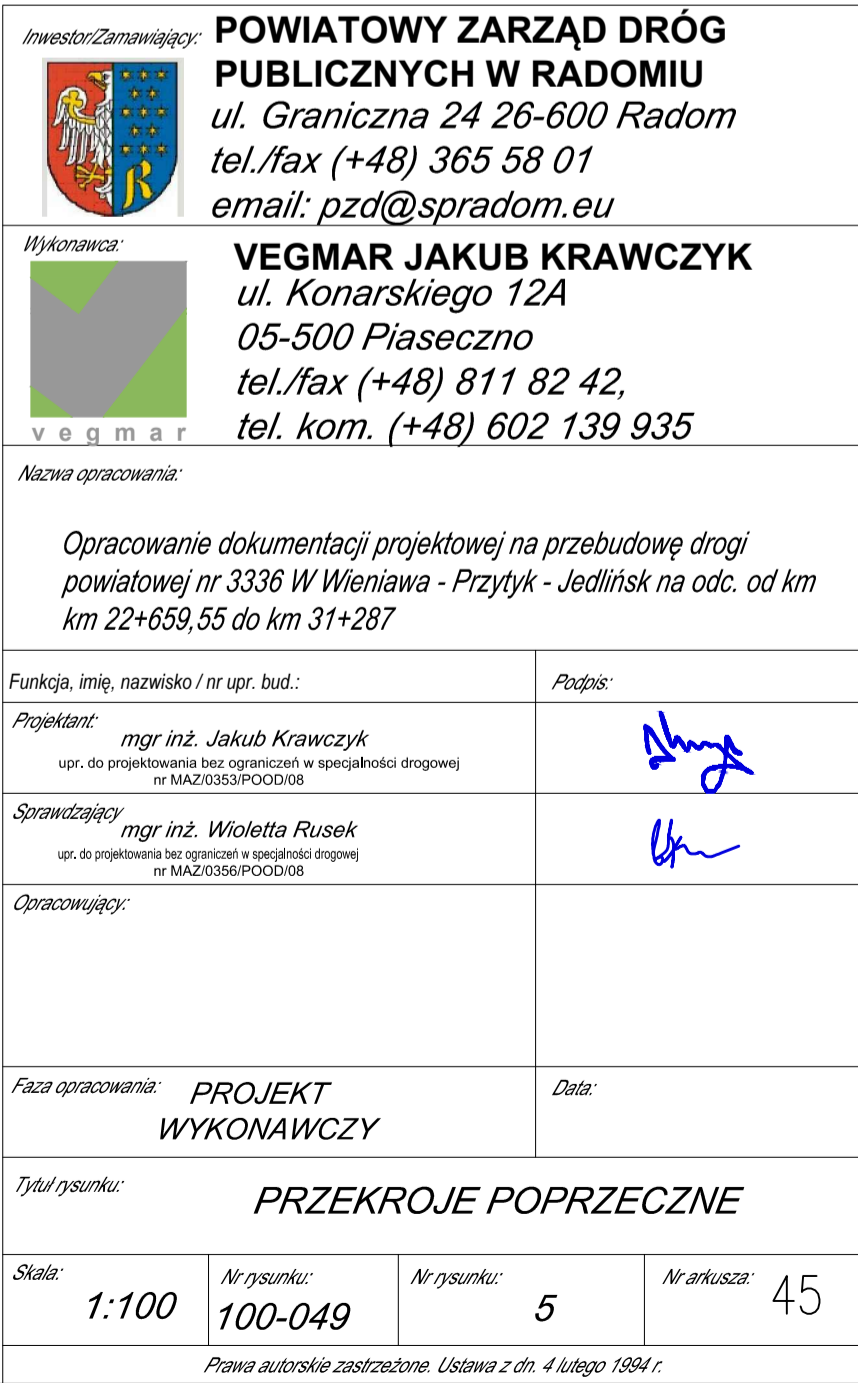 Inwestor/Zamawiający: POWIATOWY ZARZĄD DRÓG
PUBLICZNYCH W RADOMIU
ul. Graniczna 24 26-600 Radom
tel./fax (+48) 365 58 01
email: pzd@spradom.eu
R
Wykonawca:
VEGMAR JAKUB KRAWCZYK
ul. Konarskiego 12A
05-500 Piaseczno
tel./fax (+48) 811 82 42,
tel. kom. (+48) 602 139 935
vegmar
Nazwa opracowania:
Opracowanie dokumentacji projektowej na przebudowę drogi
powiatowej nr 3336 W Wieniawa - Przytyk - Jedlińsk na odc. od km
km 22+659,55 do km 31+287
Funkcja, imię, nazwisko / nr upr. bud.:
Podpis:
Projektant:
mgr inż. Jakub Krawczyk
upr. do projektowania bez ograniczeń w specjalności drogowej
nr MAZ/0353/POOD/08
Sprawdzający
mgr inż. Wioletta Rusek
upr. do projektowania bez ograniczeń w specjalności drogowej
nr MAZ/0356/POOD/08
Opracowujący:
Faza opracowania: PROJEKT
WYKONAWCZY
Data:
Tytuł rysunku:
PRZEKROJE POPRZECZNE
Skala:
1:100
Nr rysunku:
100-049
Nr rysunku:
5
Nr arkusza: 45
Prawa autorskie zastrzeżone. Ustawa z dn. 4 lutego 1994 r.